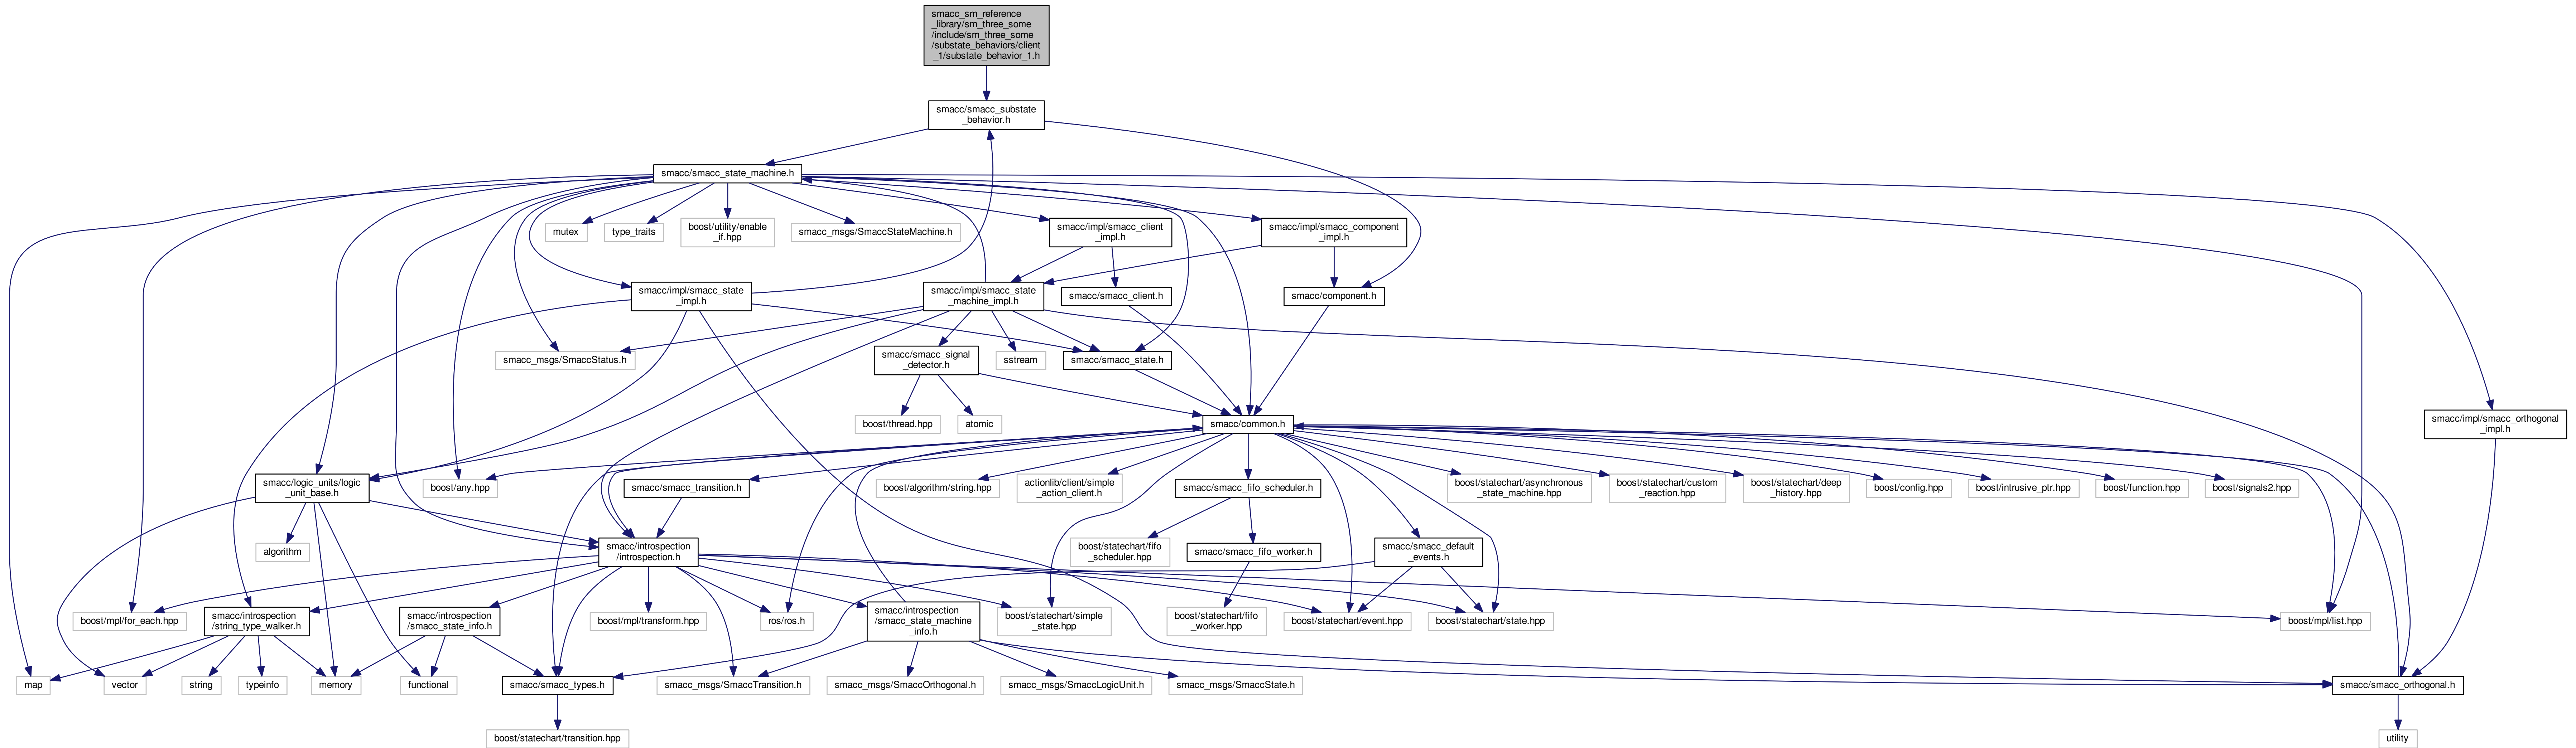 smacc_sm_reference
_library/sm_three_some
/include/sm_three_some
/substate_behaviors/client
_1/substate_behavior_1.h
smacc/smacc_substate
_behavior.h
smacc/smacc_state_machine.h
mutex
type_traits
boost/utility/enable
_if.hpp
smacc_msgs/SmaccStateMachine.h
smacc/impl/smacc_client
_impl.h
smacc/impl/smacc_component
_impl.h
smacc/impl/smacc_state
_impl.h
smacc/impl/smacc_state
_machine_impl.h
smacc/smacc_client.h
smacc/component.h
smacc_msgs/SmaccStatus.h
smacc/smacc_signal
_detector.h
sstream
smacc/smacc_state.h
boost/thread.hpp
atomic
smacc/common.h
smacc/impl/smacc_orthogonal
_impl.h
smacc/logic_units/logic
_unit_base.h
boost/any.hpp
smacc/smacc_transition.h
boost/algorithm/string.hpp
actionlib/client/simple
_action_client.h
smacc/smacc_fifo_scheduler.h
boost/statechart/asynchronous
_state_machine.hpp
boost/statechart/custom
_reaction.hpp
boost/statechart/deep
_history.hpp
boost/config.hpp
boost/intrusive_ptr.hpp
boost/function.hpp
boost/signals2.hpp
algorithm
smacc/introspection
/introspection.h
boost/statechart/fifo
_scheduler.hpp
smacc/smacc_fifo_worker.h
smacc/smacc_default
_events.h
boost/mpl/for_each.hpp
smacc/introspection
/string_type_walker.h
smacc/introspection
/smacc_state_info.h
boost/mpl/transform.hpp
ros/ros.h
smacc/introspection
/smacc_state_machine
_info.h
boost/statechart/simple
_state.hpp
boost/statechart/fifo
_worker.hpp
boost/statechart/event.hpp
boost/statechart/state.hpp
boost/mpl/list.hpp
map
vector
string
typeinfo
memory
functional
smacc/smacc_types.h
smacc_msgs/SmaccTransition.h
smacc_msgs/SmaccOrthogonal.h
smacc_msgs/SmaccLogicUnit.h
smacc_msgs/SmaccState.h
smacc/smacc_orthogonal.h
boost/statechart/transition.hpp
utility